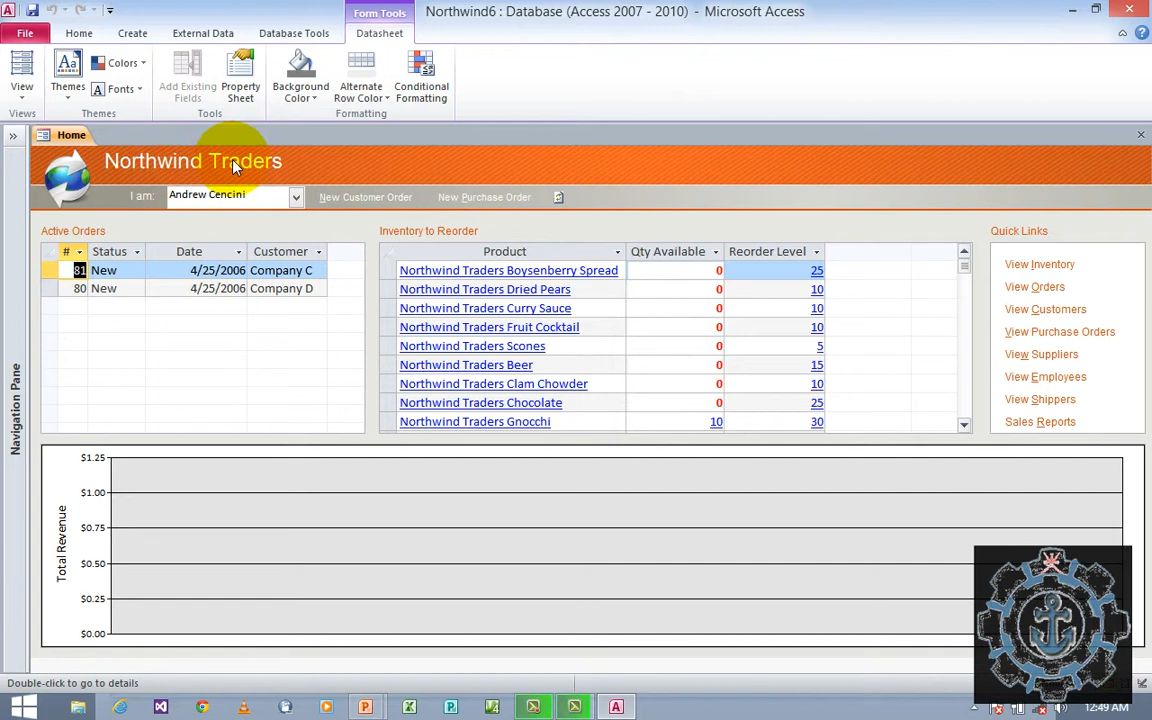 Form Tools
Northwind6 : Database (Access 2007 - 2010) - Microsoft Access
File Home Create External Data Database Tools Datasheet
View Themes Colors Fonts Add Existing Fields Property Sheet Background Color Alternate Row Color Conditional Formatting
Views Themes Tools Formatting
Home
Northwind Traders
I am: Andrew Cencini New Customer Order New Purchase Order
Active Orders
# Status Date Customer
81 New 4/25/2006 Company C
80 New 4/25/2006 Company D
Inventory to Reorder
Product Qty Available Reorder Level
Northwind Traders Boysenberry Spread 0 25
Northwind Traders Dried Pears 0 10
Northwind Traders Curry Sauce 0 10
Northwind Traders Fruit Cocktail 0 10
Northwind Traders Scones 0 5
Northwind Traders Beer 0 15
Northwind Traders Clam Chowder 0 10
Northwind Traders Chocolate 0 25
Northwind Traders Gnocchi 10 30
Quick Links
View Inventory
View Orders
View Customers
View Purchase Orders
View Suppliers
View Employees
View Shippers
Sales Reports
Navigation Pane
Total Revenue
$1.25
$1.00
$0.75
$0.50
$0.25
$0.00
Double-click to go to details
12:49 AM